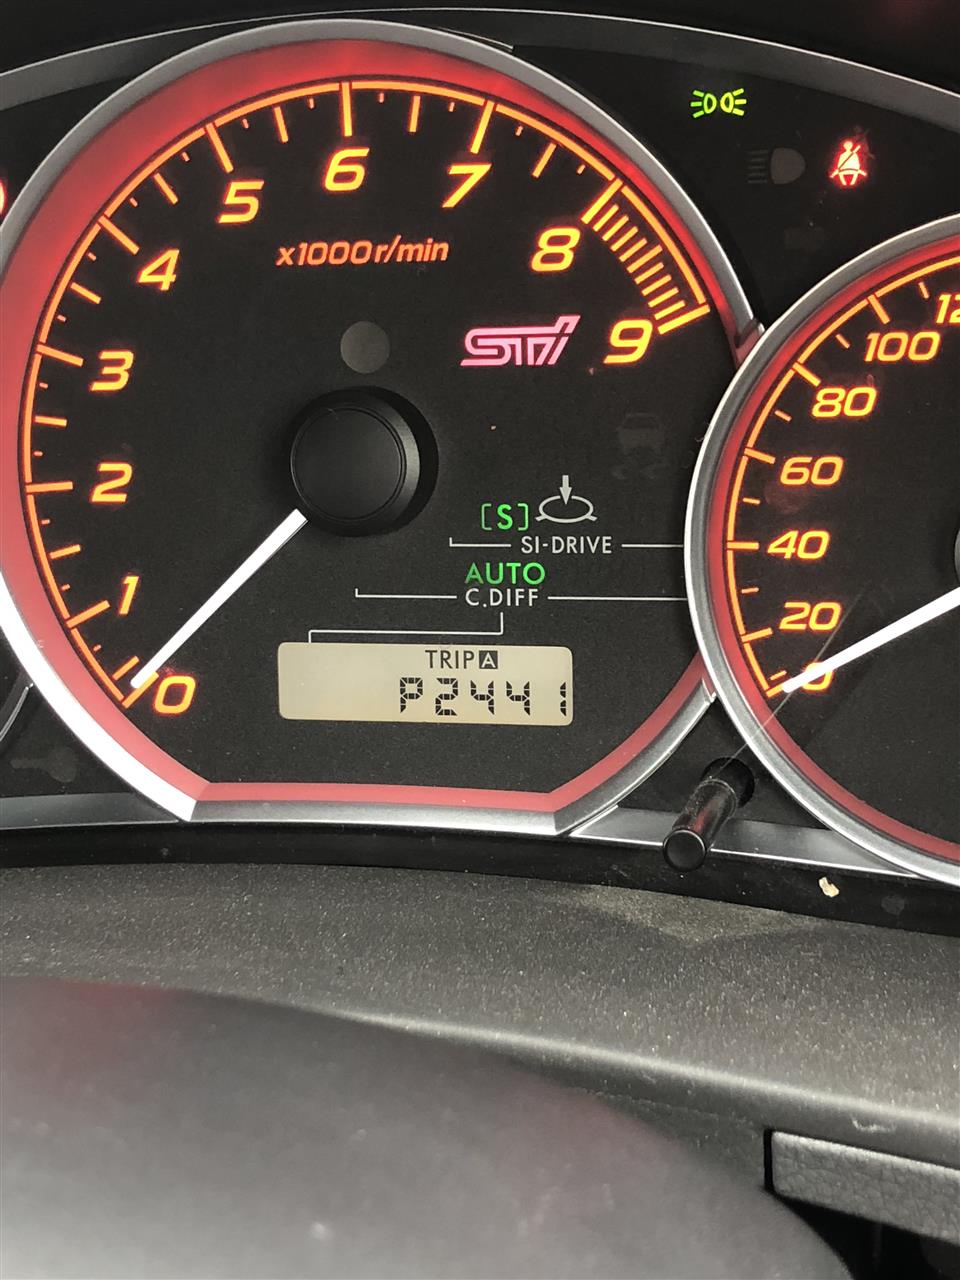 6
5
7
4
x1000r/min
8
STi
9
3
2
1
0
[S]
SI-DRIVE
AUTO
C.DIFF
TRIP A
P2441
100
80
60
40
20
0